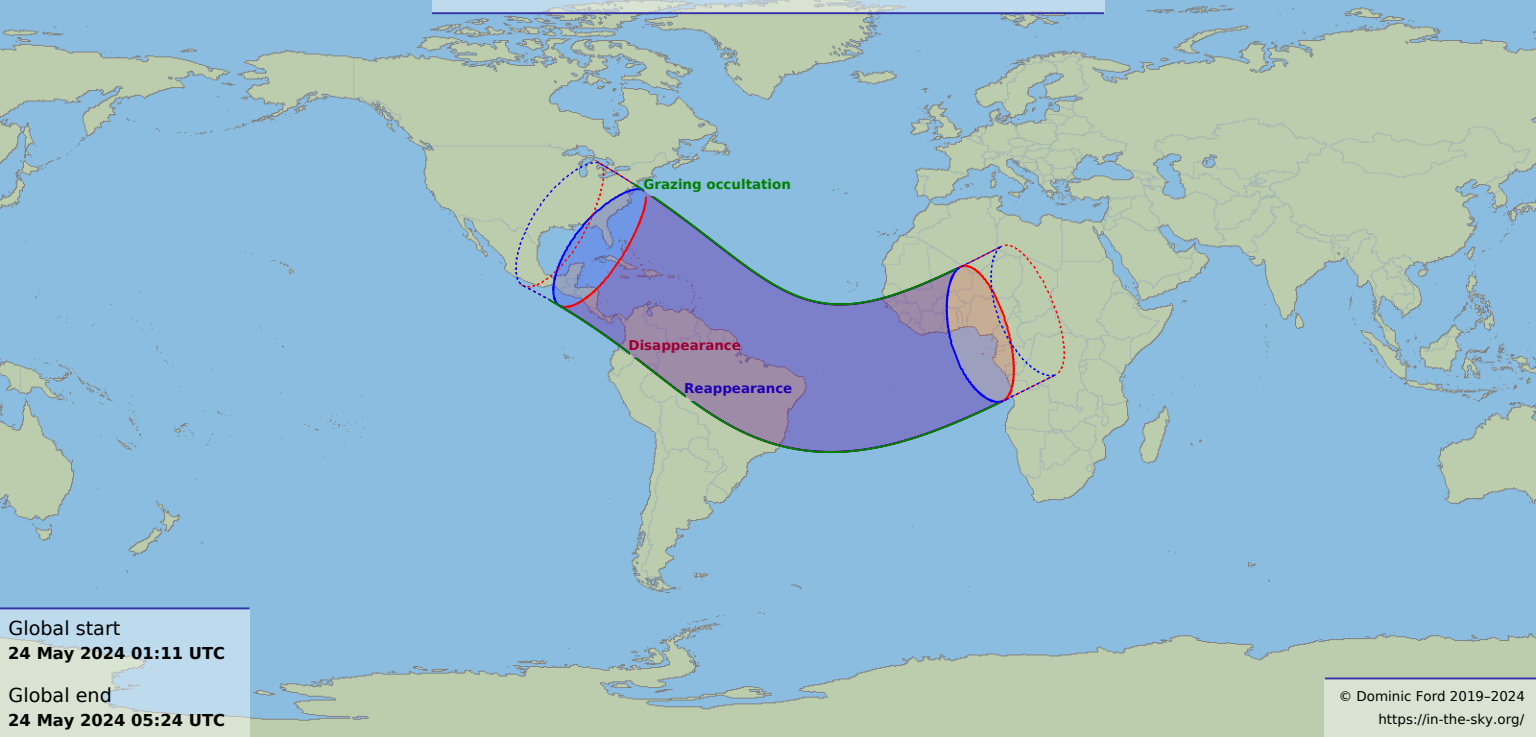 Grazing occultation
Disappearance
Reappearance
Global start
24 May 2024 01:11 UTC
Global end
24 May 2024 05:24 UTC
© Dominic Ford 2019–2024
https://in-the-sky.org/